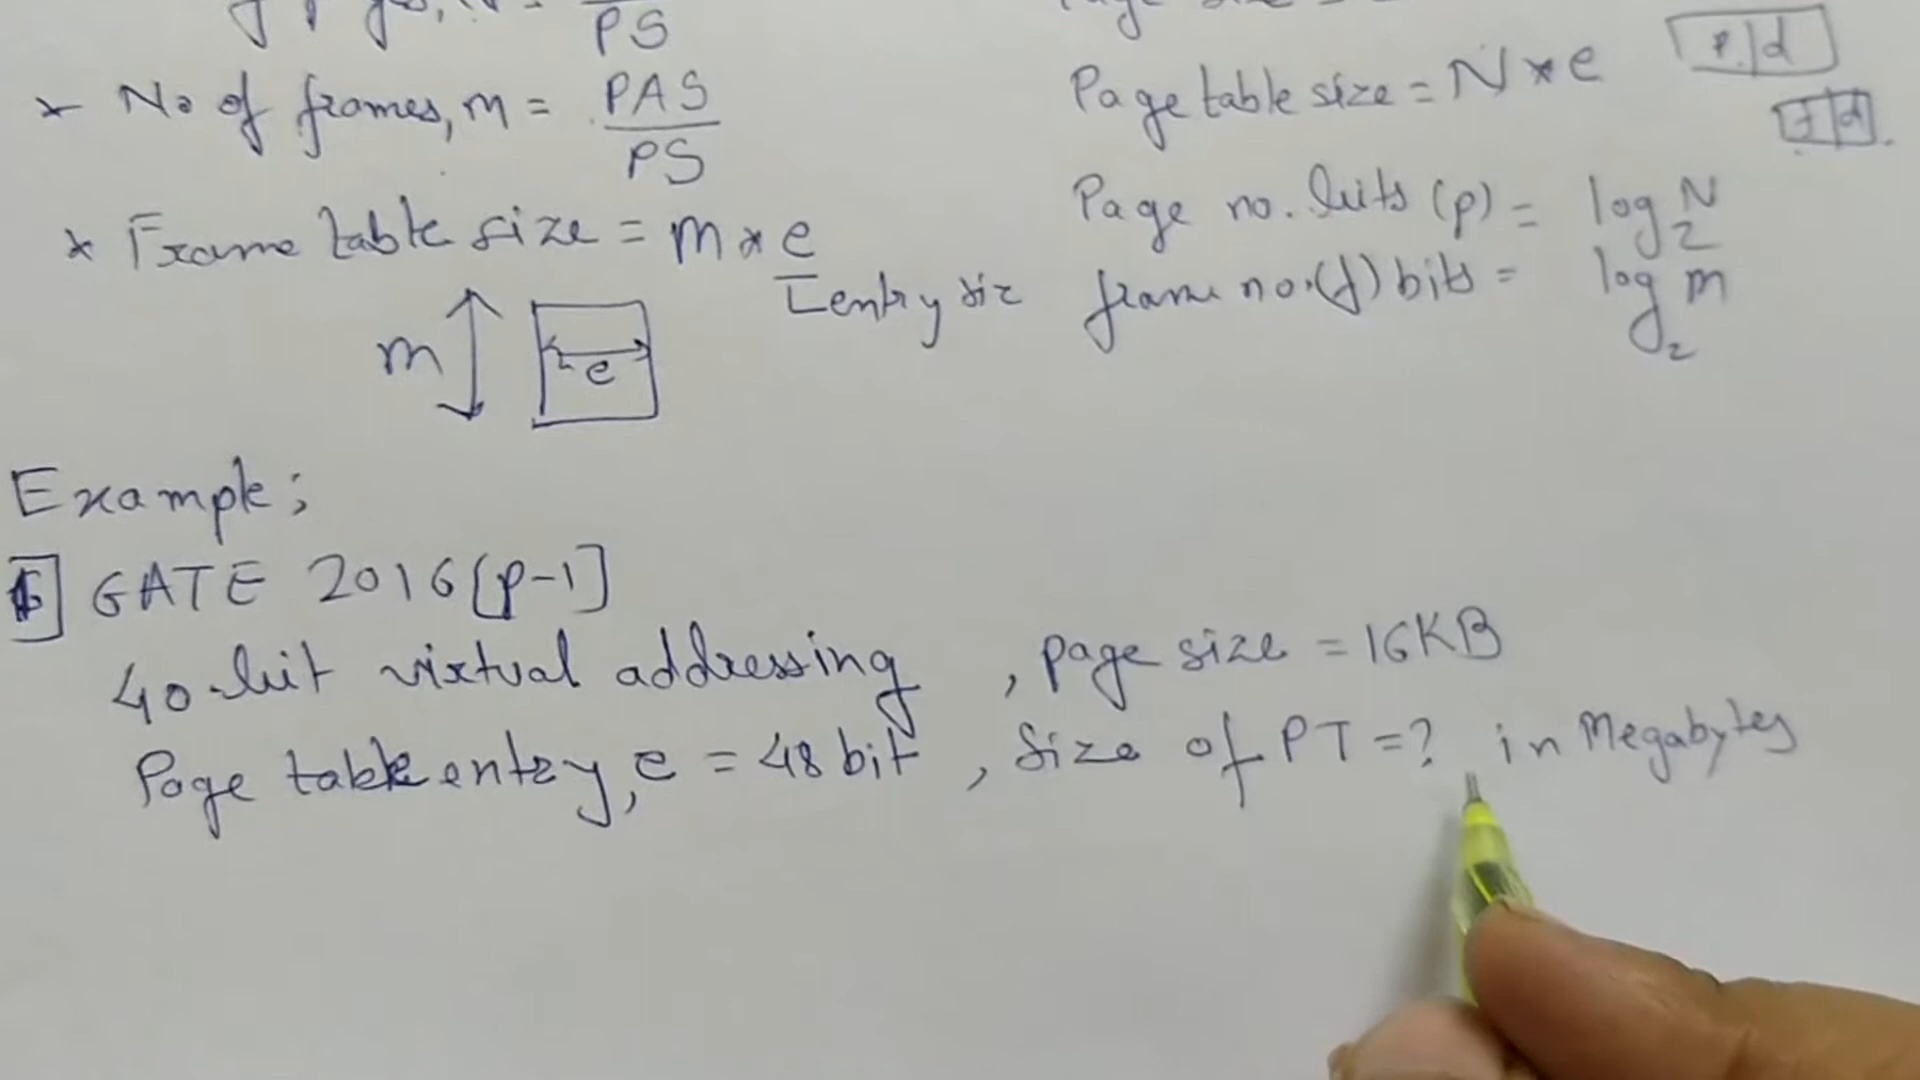 PS
* No of frames, m = PAS / PS
Page table size = N * e
p d
f d
* Frame table size = m * e
entry siz
Page no. bits (p) = log₂ N
frame no. (f) bits = log₂ m
m
e
Example;
1 GATE 2016 [P-1]
40-bit virtual addressing , page size = 16KB
Page table entry, e = 48 bit , Size of PT = ? in Megabytes